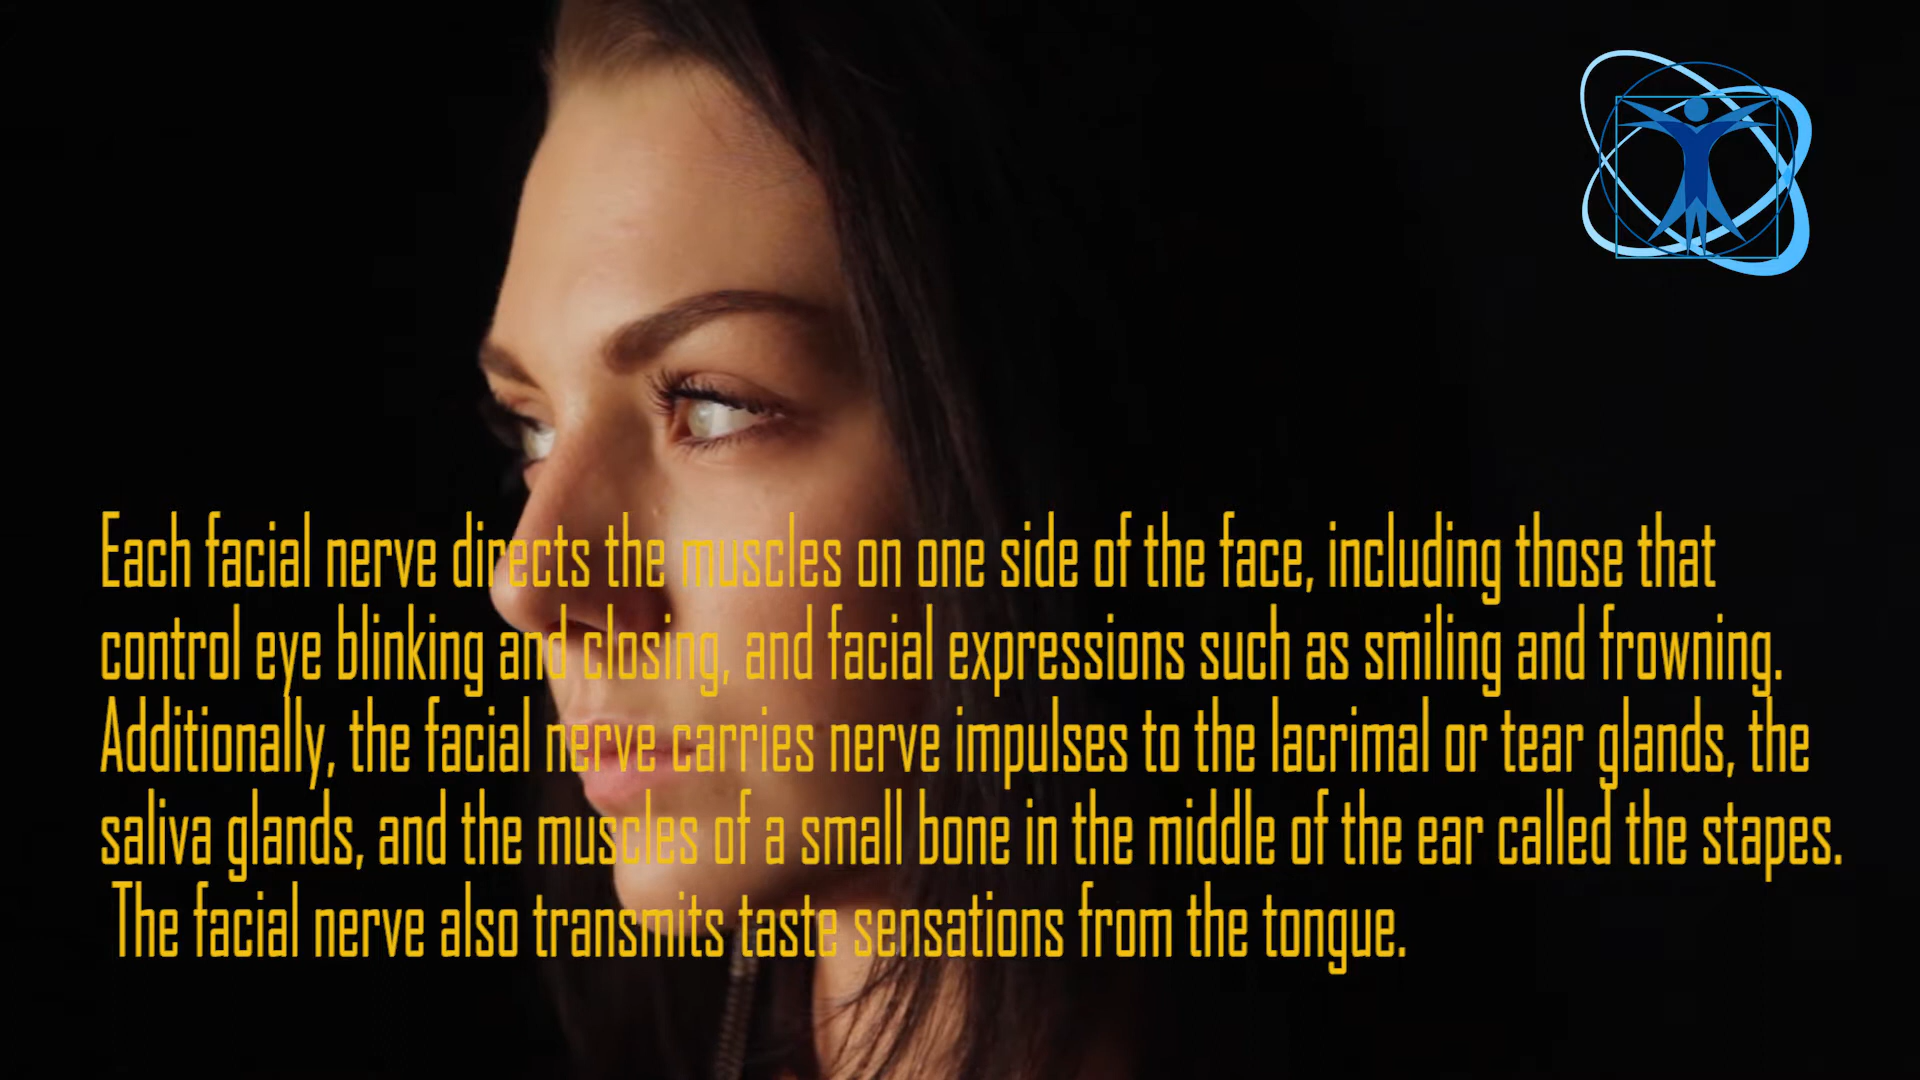 Each facial nerve directs the muscles on one side of the face, including those that
control eye blinking and closing, and facial expressions such as smiling and frowning.
Additionally, the facial nerve carries nerve impulses to the lacrimal or tear glands, the
saliva glands, and the muscles of a small bone in the middle of the ear called the stapes.
The facial nerve also transmits taste sensations from the tongue.